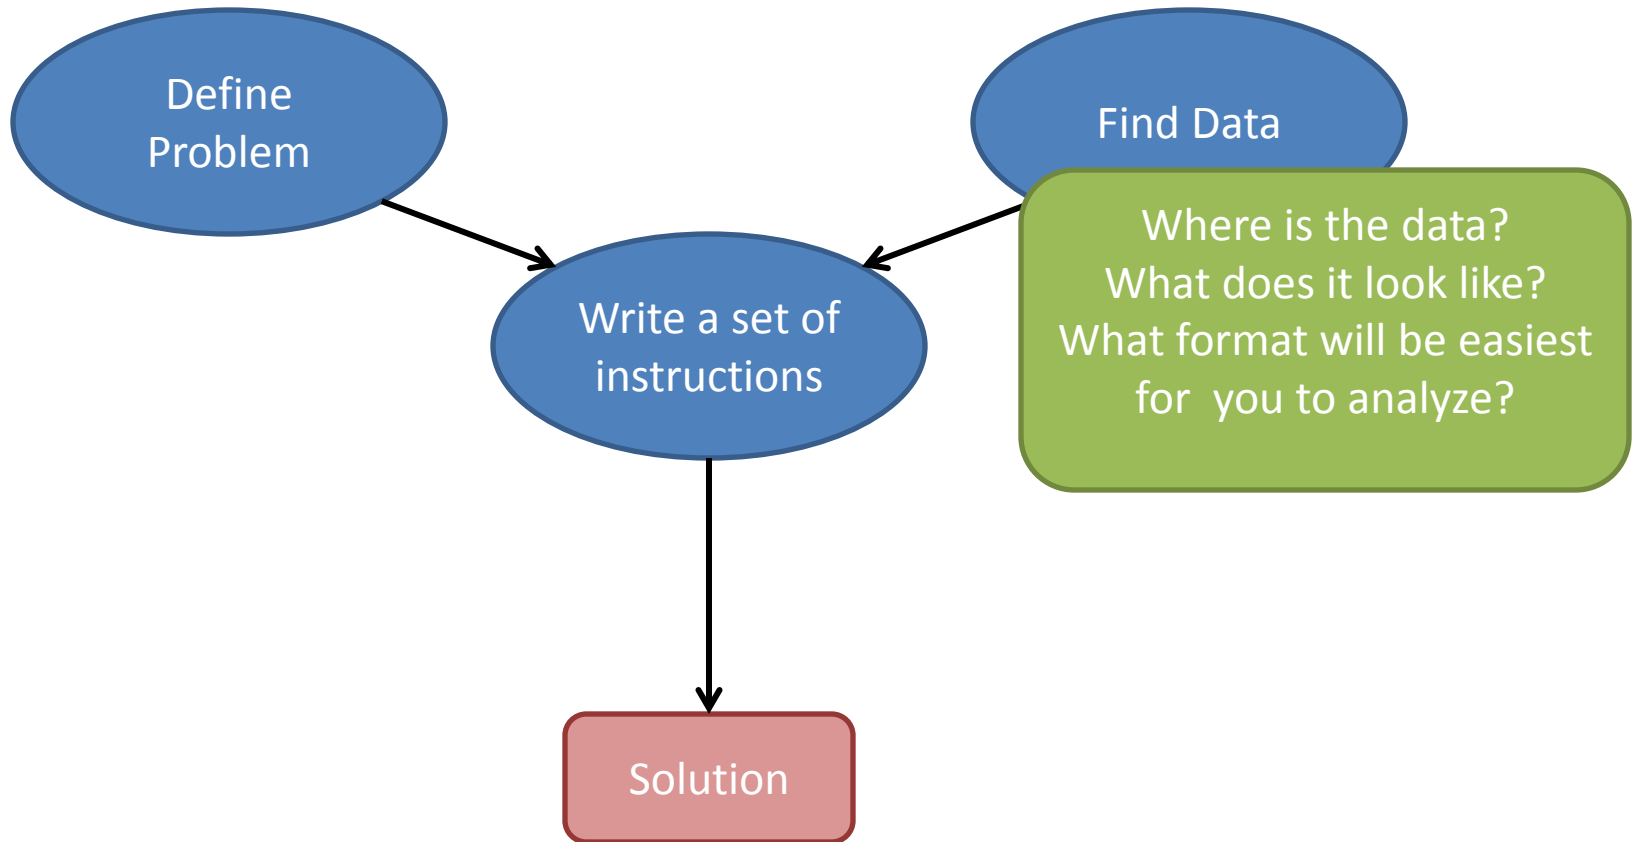 Define
Problem
Find Data
Where is the data?
What does it look like?
What format will be easiest
for  you to analyze?
Write a set of
instructions
Solution